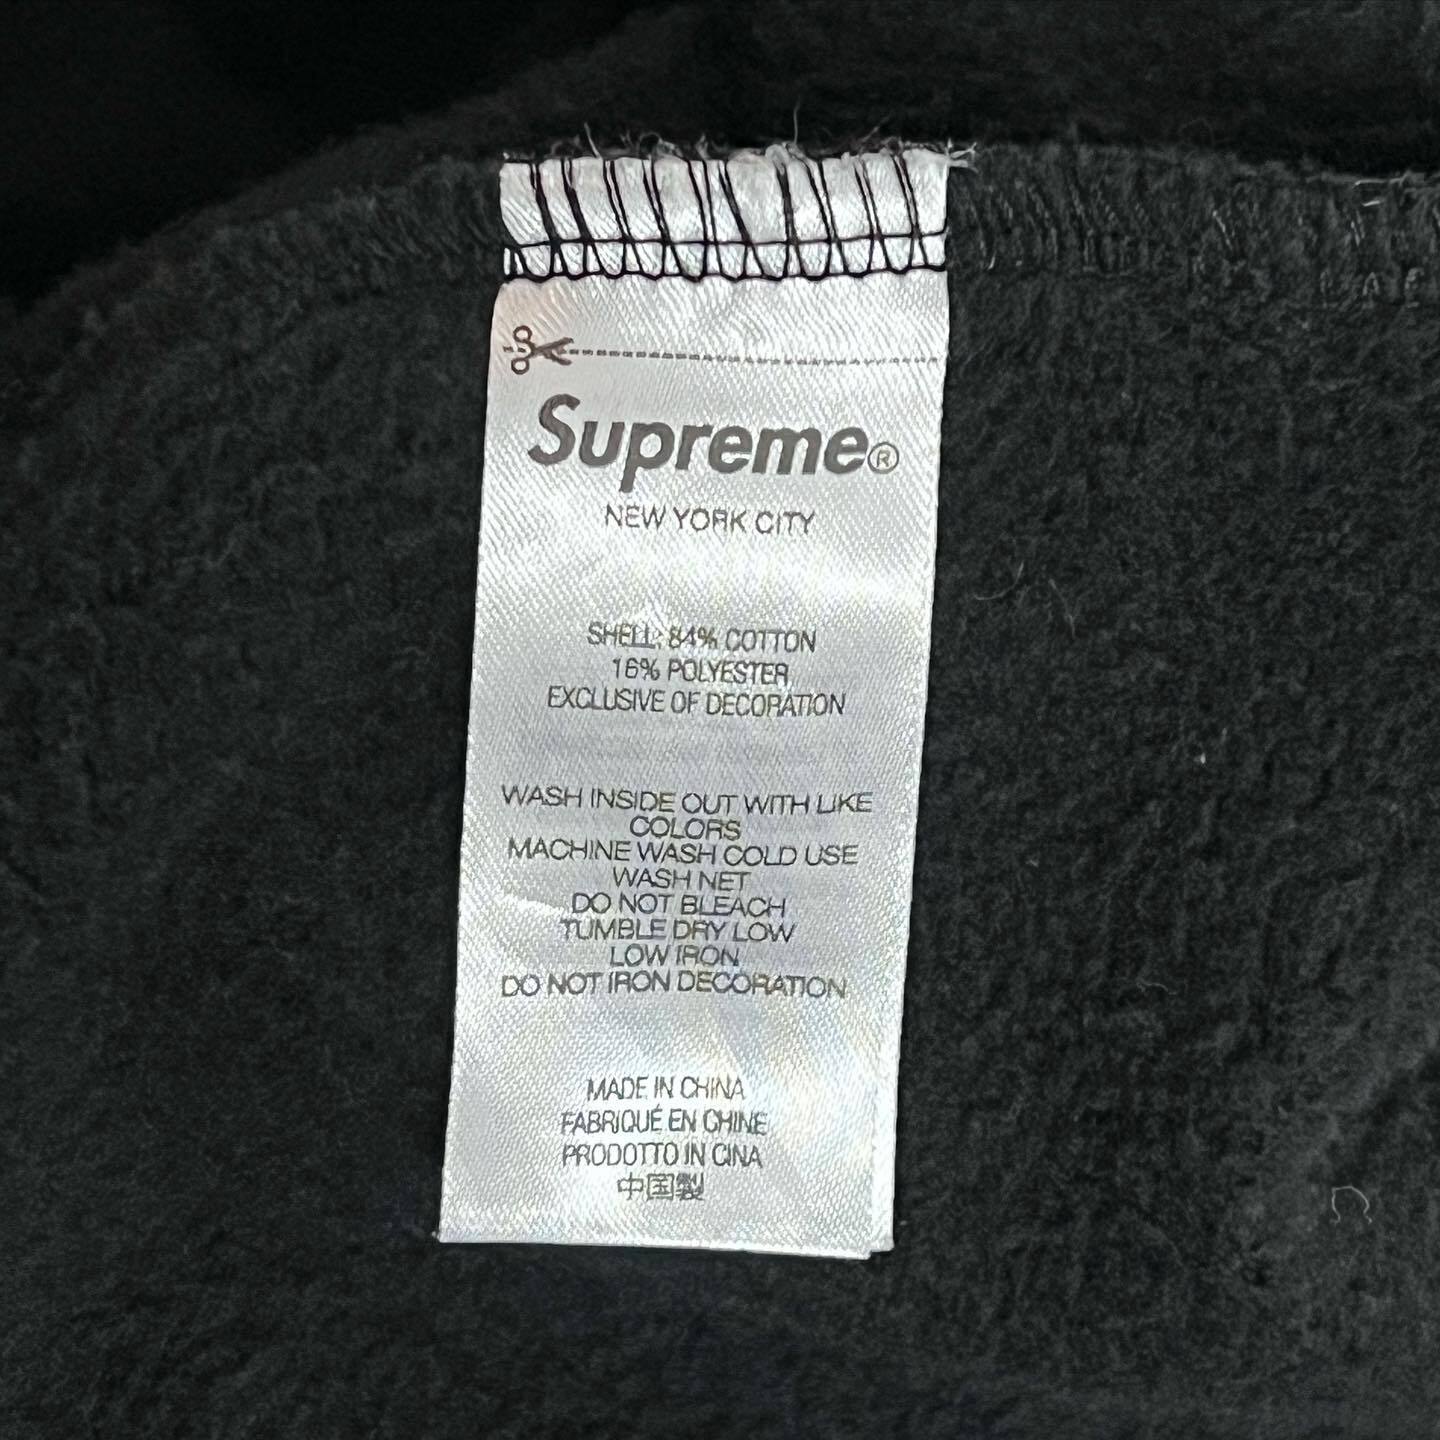 Supreme®
NEW YORK CITY
SHELL: 84% COTTON
16% POLYESTER
EXCLUSIVE OF DECORATION
WASH INSIDE OUT WITH LIKE
COLORS
MACHINE WASH COLD USE
WASH NET
DO NOT BLEACH
TUMBLE DRY LOW
LOW IRON
DO NOT IRON DECORATION
MADE IN CHINA
FABRIQUÉ EN CHINE
PRODOTTO IN CINA
中国製